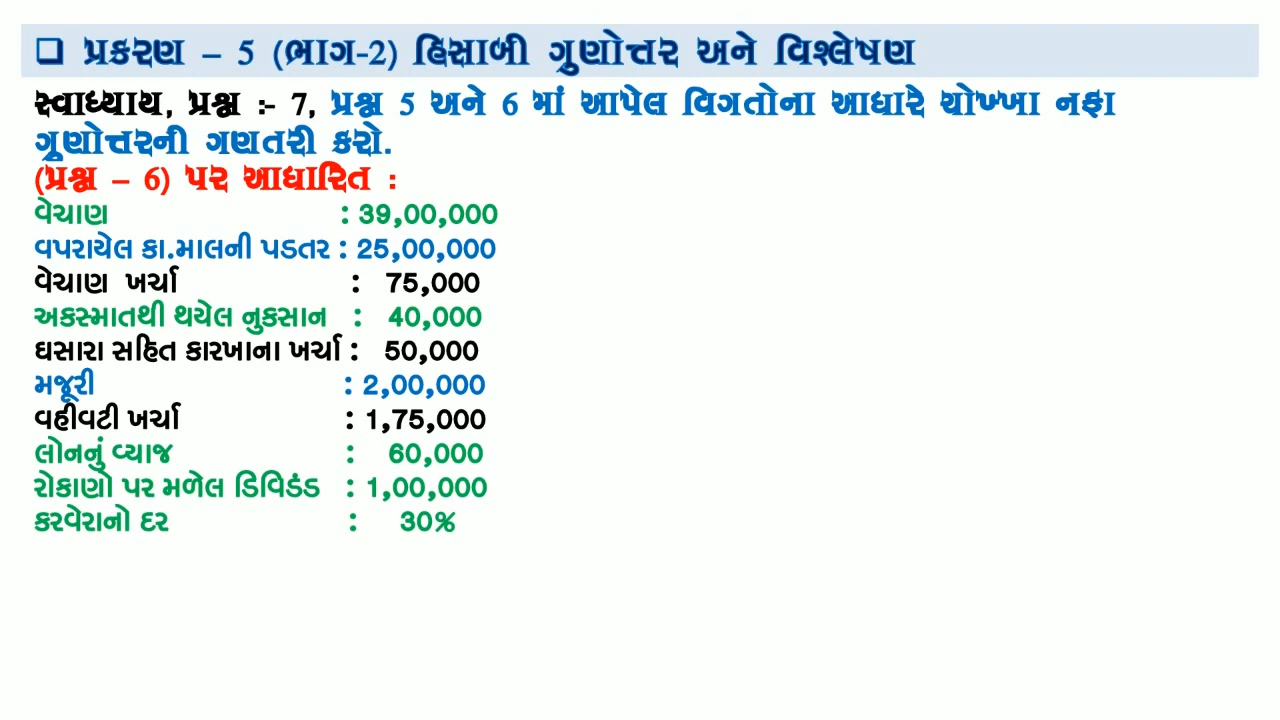 ❑ પ્રકરણ – 5 (ભાગ-2) હિસાબી ગુણોત્તર અને વિશ્લેષણ
સ્વાધ્યાય, પ્રશ્ન :- 7, પ્રશ્ન 5 અને 6 માં આપેલ વિગતોના આધારે ચોખ્ખા નફા
ગુણોત્તરની ગણતરી કરો.
(પ્રશ્ન – 6) પર આધારિત :
વેચાણ : 39,00,000
વપરાયેલ કા.માલની પડતર : 25,00,000
વેચાણ ખર્ચા : 75,000
અકસ્માતથી થયેલ નુકસાન : 40,000
ઘસારા સહિત કારખાના ખર્ચા : 50,000
મજૂરી : 2,00,000
વહીવટી ખર્ચા : 1,75,000
લોનનું વ્યાજ : 60,000
રોકાણો પર મળેલ ડિવિડંડ : 1,00,000
કરવેરાનો દર : 30%